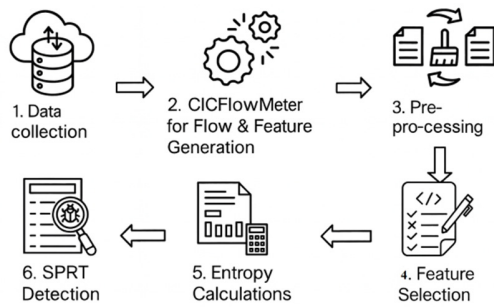 1. Data
collection
2. CICFlowMeter
for Flow & Feature
Generation
3. Pre-
pro-cessing
</>
4. Feature
Selection
5. Entropy
Calculations
6. SPRT
Detection